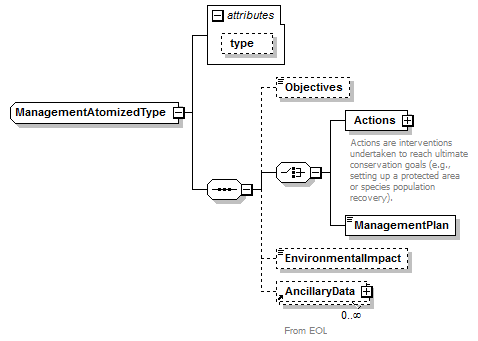 attributes
type
ManagementAtomizedType
Objectives
Actions
Actions are interventions
undertaken to reach ultimate
conservation goals (e.g.,
setting up a protected area
or species population
recovery).
ManagementPlan
EnvironmentalImpact
AncillaryData
0..∞
From EOL